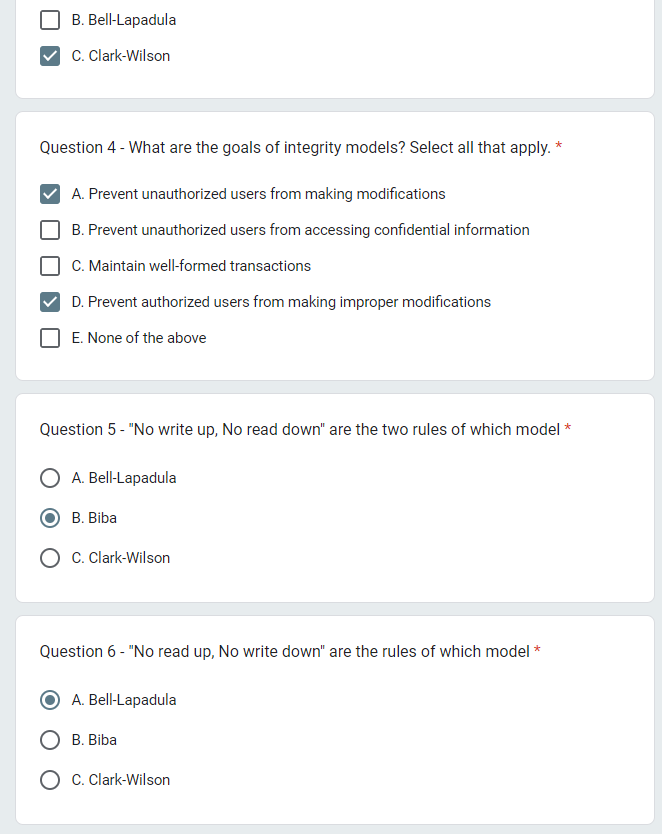 B. Bell-Lapadula
C. Clark-Wilson
Question 4 - What are the goals of integrity models? Select all that apply. *
A. Prevent unauthorized users from making modifications
B. Prevent unauthorized users from accessing confidential information
C. Maintain well-formed transactions
D. Prevent authorized users from making improper modifications
E. None of the above
Question 5 - "No write up, No read down" are the two rules of which model *
A. Bell-Lapadula
B. Biba
C. Clark-Wilson
Question 6 - "No read up, No write down" are the rules of which model *
A. Bell-Lapadula
B. Biba
C. Clark-Wilson